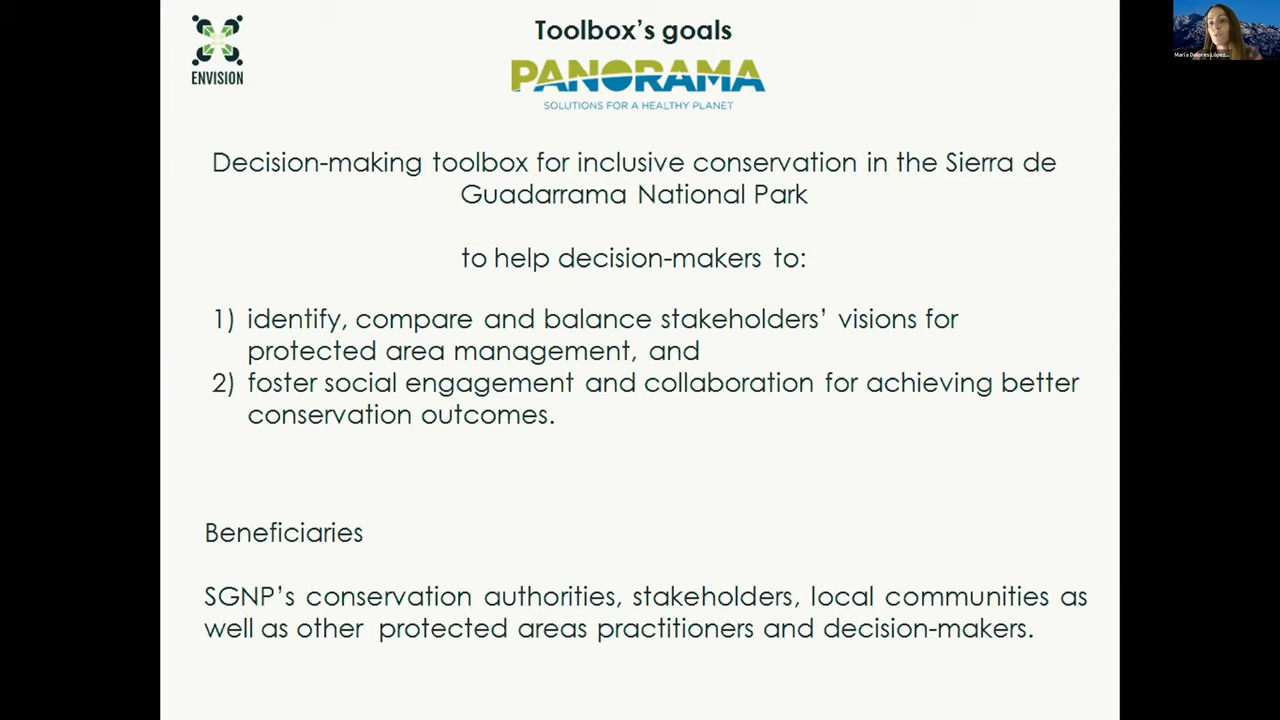 Toolbox's goals
ENVISION
PANORAMA
SOLUTIONS FOR A HEALTHY PLANET
María Dolores López...
Decision-making toolbox for inclusive conservation in the Sierra de
Guadarrama National Park
to help decision-makers to:
1) identify, compare and balance stakeholders' visions for
protected area management, and
2) foster social engagement and collaboration for achieving better
conservation outcomes.
Beneficiaries
SGNP's conservation authorities, stakeholders, local communities as
well as other protected areas practitioners and decision-makers.